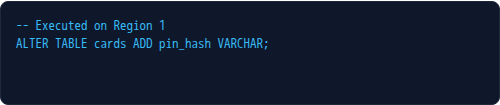 -- Executed on Region 1
ALTER TABLE cards ADD pin_hash VARCHAR;